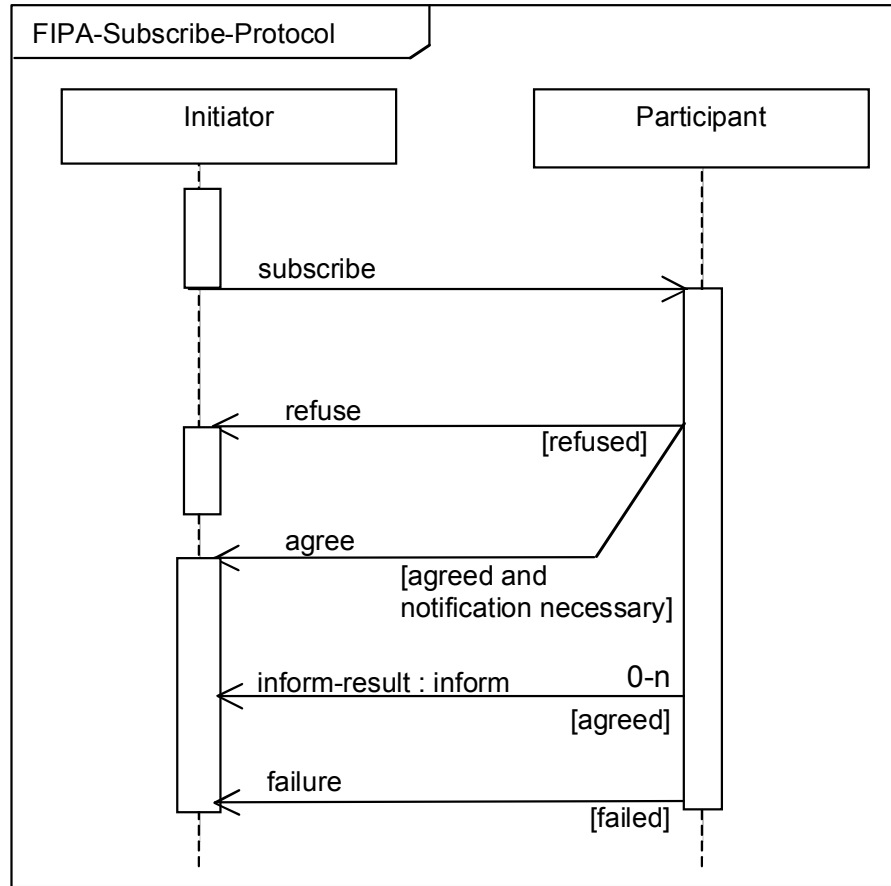 FIPA-Subscribe-Protocol
Initiator
Participant
subscribe
refuse
[refused]
agree
[agreed and
notification necessary]
inform-result : inform
0-n
[agreed]
failure
[failed]